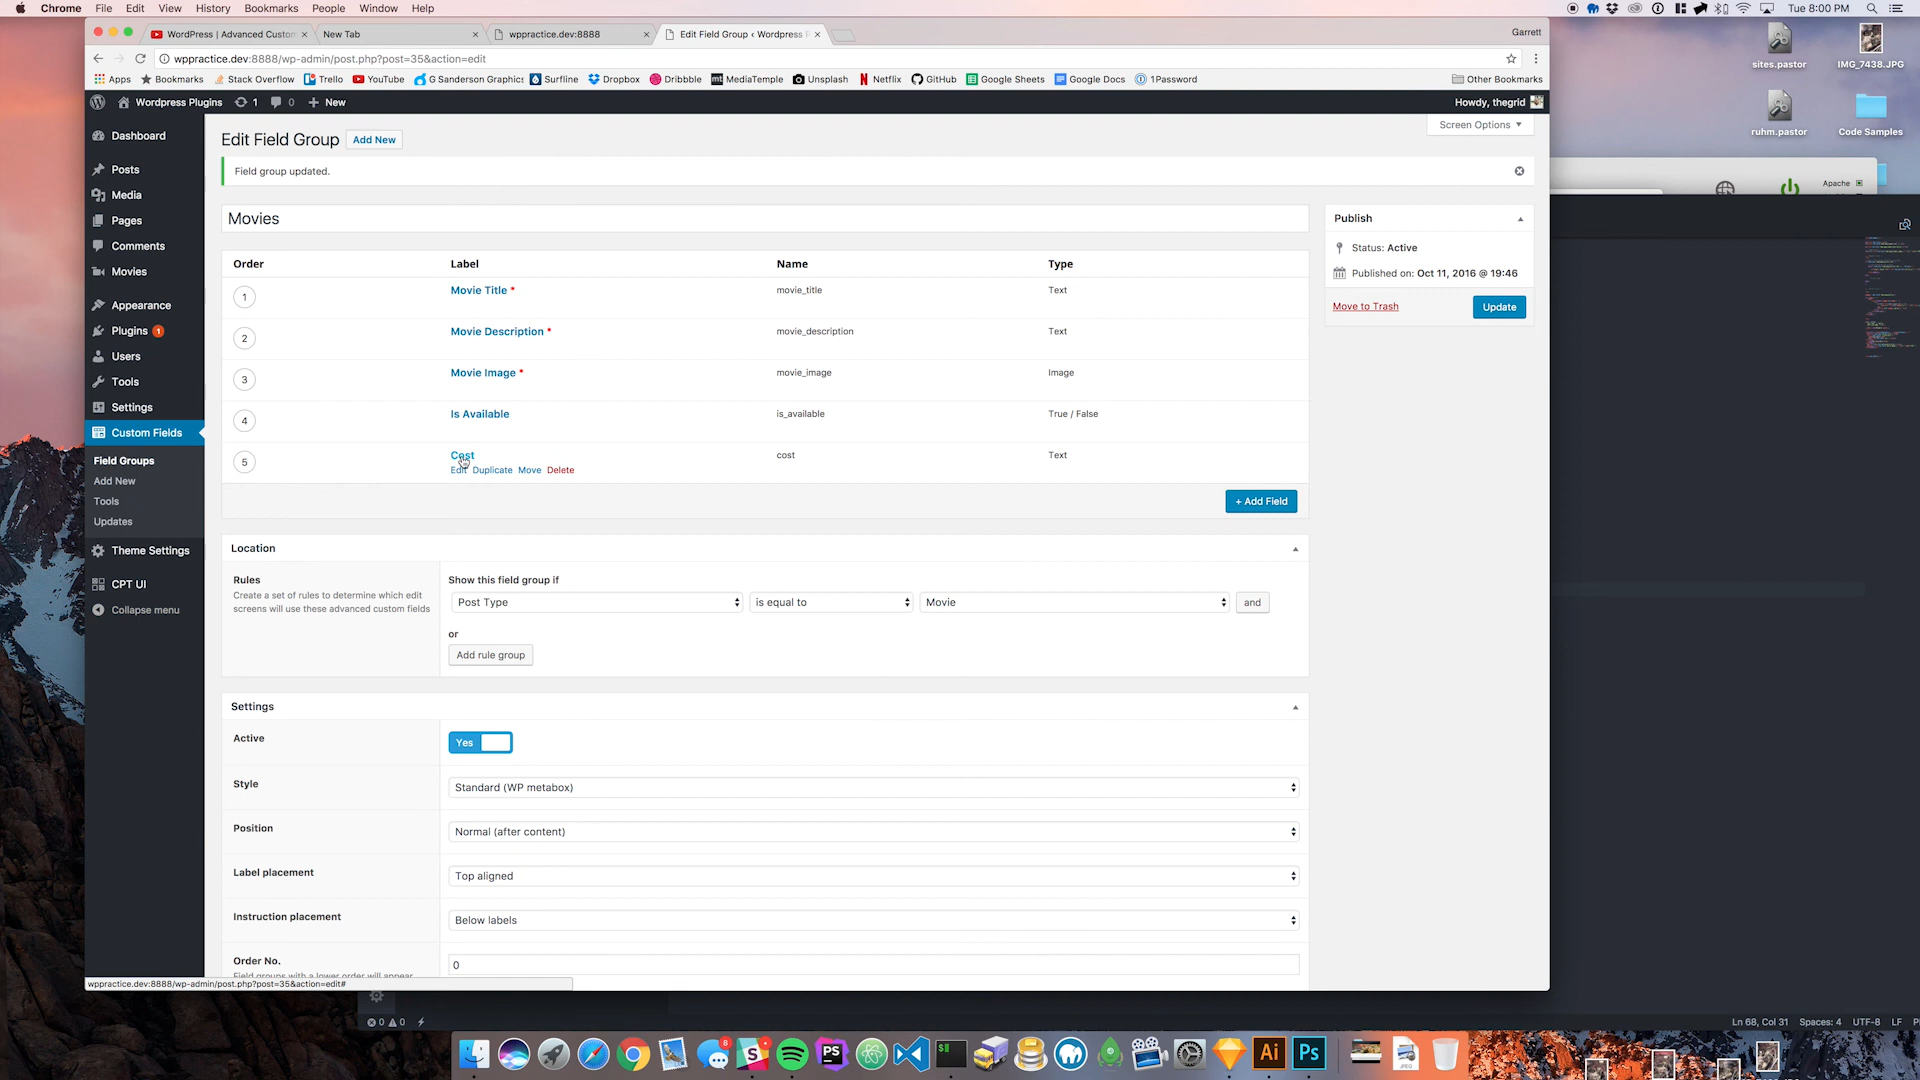 Chrome File Edit View History Bookmarks People Window Help
Tue 8:00 PM
WordPress | Advanced Custom
New Tab
wppractice.dev:8888
Edit Field Group ‹ Wordpress P
Garrett
wppractice.dev:8888/wp-admin/post.php?post=35&action=edit
Apps Bookmarks Stack Overflow Trello YouTube G Sanderson Graphics Surfline Dropbox Dribbble MediaTemple Unsplash Netflix GitHub Google Sheets Google Docs 1Password Other Bookmarks
Wordpress Plugins 1 0 New
Howdy, thegrid
Screen Options
Dashboard
Posts
Media
Pages
Comments
Movies
Appearance
Plugins 1
Users
Tools
Settings
Custom Fields
Field Groups
Add New
Tools
Updates
Theme Settings
CPT UI
Collapse menu
Edit Field Group Add New
Field group updated.
Movies
Order Label Name Type
1 Movie Title * movie_title Text
2 Movie Description * movie_description Text
3 Movie Image * movie_image Image
4 Is Available is_available True / False
5 Cost cost Text
Edit Duplicate Move Delete
+ Add Field
Publish
Status: Active
Published on: Oct 11, 2016 @ 19:46
Move to Trash Update
Location
Rules
Create a set of rules to determine which edit
screens will use these advanced custom fields
Show this field group if
Post Type is equal to Movie and
or
Add rule group
Settings
Active Yes
Style Standard (WP metabox)
Position Normal (after content)
Label placement Top aligned
Instruction placement Below labels
Order No. 0
Field groups with a lower order will appear
wppractice.dev:8888/wp-admin/post.php?post=35&action=edit#
sites.pastor
IMG_7438.JPG
ruhm.pastor
Code Samples
Apache
0 0
Ln 68, Col 31 Spaces: 4 UTF-8 LF
8
PS
$
Ai
Ps
JPEG